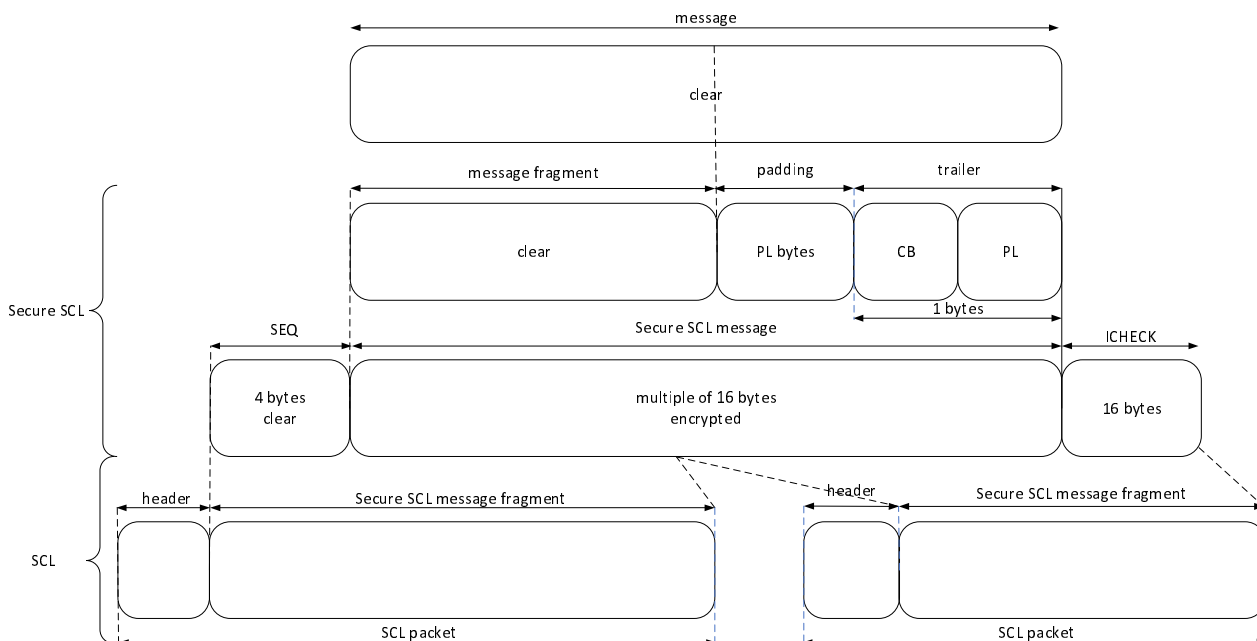 message
clear
message fragment
padding
trailer
clear
PL bytes
CB
PL
1 bytes
Secure SCL
SEQ
Secure SCL message
ICHECK
4 bytes
clear
multiple of 16 bytes
encrypted
16 bytes
header
Secure SCL message fragment
header
Secure SCL message fragment
SCL
SCL packet
SCL packet